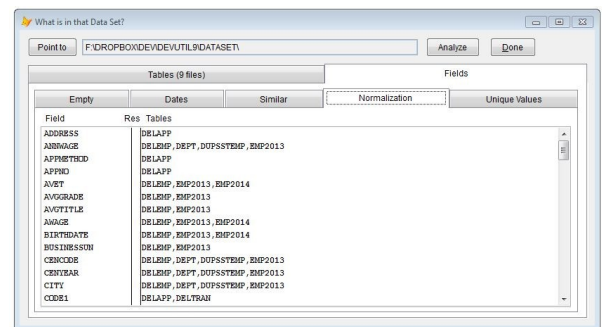 What is in that Data Set?
Point to F:\DROPBOX\DEV\DEVUTIL9\DATASET\ Analyze Done
Tables (9 files) Fields
Empty Dates Similar Normalization Unique Values
Field Res Tables
ADDRESS DELAPP
ANNWAGE DELEMP,DEPT,DUPSSTEMP,EMP2013
APPMETHOD DELAPP
APPNO DELAPP
AVET DELEMP,EMP2013,EMP2014
AVGGRADE DELEMP,EMP2013
AVGTITLE DELEMP,EMP2013
AWAGE DELEMP,EMP2013,EMP2014
BIRTHDATE DELEMP,EMP2013,EMP2014
BUSINESSUN DELEMP,EMP2013
CENCODE DELEMP,DEPT,DUPSSTEMP,EMP2013
CENYEAR DELEMP,DEPT,DUPSSTEMP,EMP2013
CITY DELEMP,DEPT,DUPSSTEMP,EMP2013
CODE1 DELAPP,DELTRAN